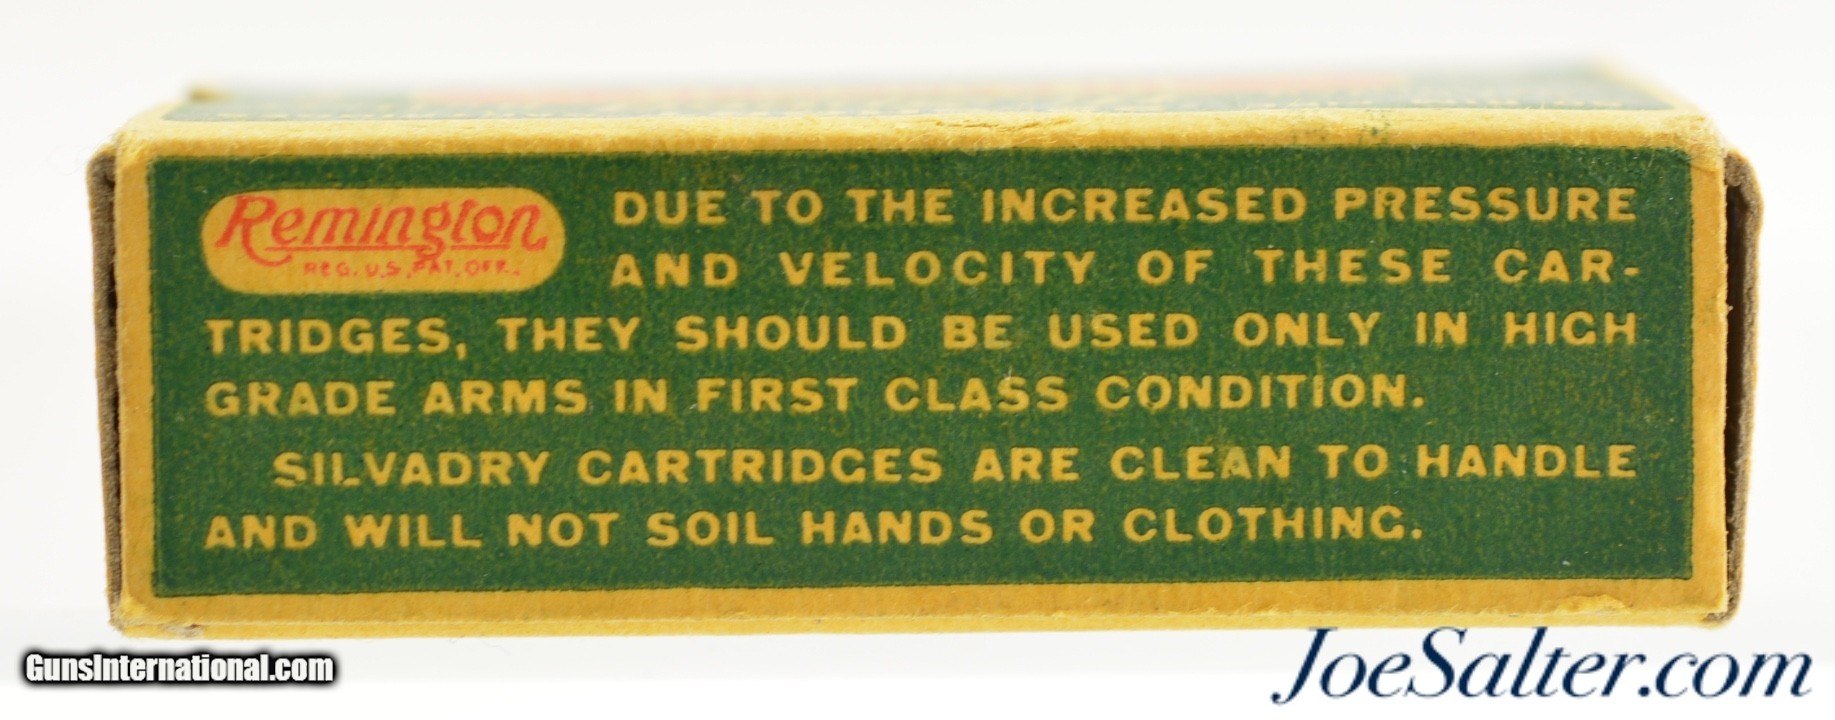 Remington
REG. U.S. PAT. OFF.
DUE TO THE INCREASED PRESSURE
AND VELOCITY OF THESE CAR-
TRIDGES, THEY SHOULD BE USED ONLY IN HIGH
GRADE ARMS IN FIRST CLASS CONDITION.
SILVADRY CARTRIDGES ARE CLEAN TO HANDLE
AND WILL NOT SOIL HANDS OR CLOTHING.
GunsInternational.com
JoeSalter.com